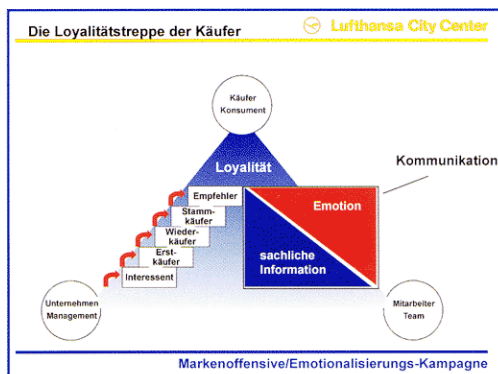 Die Loyalitätstreppe der Käufer
Lufthansa City Center
Käufer
Konsument
Kommunikation
Loyalität
Empfehler
Stamm-
käufer
Wieder-
käufer
Erst-
käufer
Interessent
Emotion
sachliche
Information
Unternehmen
Management
Mitarbeiter
Team
Markenoffensive/Emotionalisierungs-Kampagne